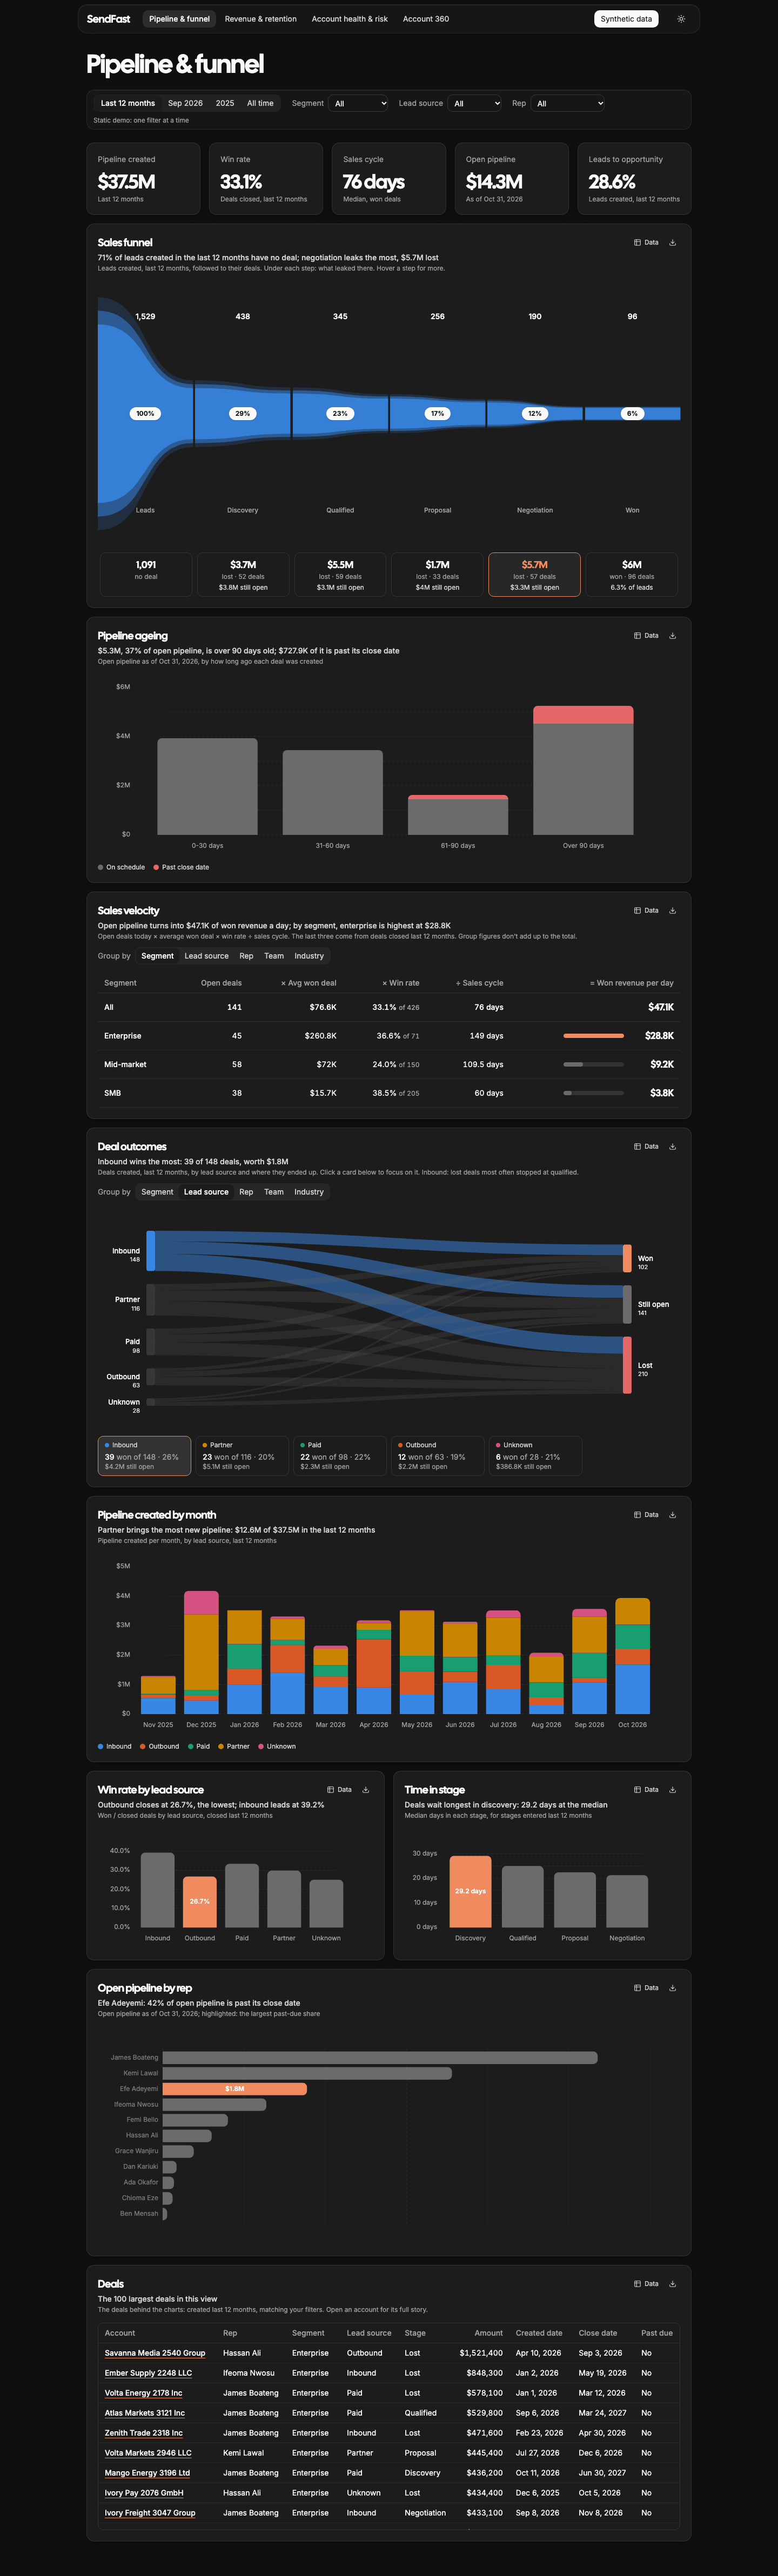 SendFast
Pipeline & funnel
Revenue & retention
Account health & risk
Account 360
Synthetic data
Pipeline & funnel
Last 12 months
Sep 2026
2025
All time
Segment
All
Lead source
All
Rep
All
Static demo: one filter at a time
Pipeline created
$37.5M
Last 12 months
Win rate
33.1%
Deals closed, last 12 months
Sales cycle
76 days
Median, won deals
Open pipeline
$14.3M
As of Oct 31, 2026
Leads to opportunity
28.6%
Leads created, last 12 months
Sales funnel
Data
71% of leads created in the last 12 months have no deal; negotiation leaks the most, $5.7M lost
Leads created, last 12 months, followed to their deals. Under each step: what leaked there. Hover a step for more.
1,529 438 345 256 190 96
100% 29% 23% 17% 12% 6%
Leads Discovery Qualified Proposal Negotiation Won
1,091
no deal
$3.7M
lost · 52 deals
$3.8M still open
$5.5M
lost · 59 deals
$3.1M still open
$1.7M
lost · 33 deals
$4M still open
$5.7M
lost · 57 deals
$3.3M still open
$6M
won · 96 deals
6.3% of leads
Pipeline ageing
Data
$5.3M, 37% of open pipeline, is over 90 days old; $727.9K of it is past its close date
Open pipeline as of Oct 31, 2026, by how long ago each deal was created
$6M
$4M
$2M
$0
0-30 days 31-60 days 61-90 days Over 90 days
On schedule Past close date
Sales velocity
Data
Open pipeline turns into $47.1K of won revenue a day; by segment, enterprise is highest at $28.8K
Open deals today × average won deal × win rate ÷ sales cycle. The last three come from deals closed last 12 months. Group figures don't add up to the total.
Group by Segment Lead source Rep Team Industry
Segment Open deals × Avg won deal × Win rate ÷ Sales cycle = Won revenue per day
All 141 $76.6K 33.1% of 426 76 days $47.1K
Enterprise 45 $260.8K 36.6% of 71 149 days $28.8K
Mid-market 58 $72K 24.0% of 150 109.5 days $9.2K
SMB 38 $15.7K 38.5% of 205 60 days $3.8K
Deal outcomes
Data
Inbound wins the most: 39 of 148 deals, worth $1.8M
Deals created, last 12 months, by lead source and where they ended up. Click a card below to focus on it. Inbound: lost deals most often stopped at qualified.
Group by Segment Lead source Rep Team Industry
Inbound
148
Partner
116
Paid
98
Outbound
63
Unknown
28
Won
102
Still open
141
Lost
210
Inbound
39 won of 148 · 26%
$4.2M still open
Partner
23 won of 116 · 20%
$5.1M still open
Paid
22 won of 98 · 22%
$2.3M still open
Outbound
12 won of 63 · 19%
$2.2M still open
Unknown
6 won of 28 · 21%
$386.8K still open
Pipeline created by month
Data
Partner brings the most new pipeline: $12.6M of $37.5M in the last 12 months
Pipeline created per month, by lead source, last 12 months
$5M
$4M
$3M
$2M
$1M
$0
Nov 2025 Dec 2025 Jan 2026 Feb 2026 Mar 2026 Apr 2026 May 2026 Jun 2026 Jul 2026 Aug 2026 Sep 2026 Oct 2026
Inbound Outbound Paid Partner Unknown
Win rate by lead source
Data
Outbound closes at 26.7%, the lowest; inbound leads at 39.2%
Won / closed deals by lead source, closed last 12 months
40.0%
30.0%
20.0%
10.0%
0.0%
26.7%
Inbound Outbound Paid Partner Unknown
Time in stage
Data
Deals wait longest in discovery: 29.2 days at the median
Median days in each stage, for stages entered last 12 months
30 days
20 days
10 days
0 days
29.2 days
Discovery Qualified Proposal Negotiation
Open pipeline by rep
Data
Efe Adeyemi: 42% of open pipeline is past its close date
Open pipeline as of Oct 31, 2026; highlighted: the largest past-due share
James Boateng
Kemi Lawal
Efe Adeyemi $1.8M
Ifeoma Nwosu
Femi Bello
Hassan Ali
Grace Wanjiru
Dan Kariuki
Ada Okafor
Chioma Eze
Ben Mensah
Deals
Data
The 100 largest deals in this view
The deals behind the charts: created last 12 months, matching your filters. Open an account for its full story.
Account Rep Segment Lead source Stage Amount Created date Close date Past due
Savanna Media 2540 Group Hassan Ali Enterprise Outbound Lost $1,521,400 Apr 10, 2026 Sep 3, 2026 No
Ember Supply 2248 LLC Ifeoma Nwosu Enterprise Inbound Lost $848,300 Jan 2, 2026 May 19, 2026 No
Volta Energy 2178 Inc James Boateng Enterprise Paid Lost $578,100 Jan 1, 2026 Mar 12, 2026 No
Atlas Markets 3121 Inc James Boateng Enterprise Paid Qualified $529,800 Sep 6, 2026 Mar 24, 2027 No
Zenith Trade 2318 Inc James Boateng Enterprise Inbound Lost $471,600 Feb 23, 2026 Apr 30, 2026 No
Volta Markets 2946 LLC Kemi Lawal Enterprise Partner Proposal $445,400 Jul 27, 2026 Dec 6, 2026 No
Mango Energy 3196 Ltd James Boateng Enterprise Paid Discovery $436,200 Oct 11, 2026 Jun 30, 2027 No
Ivory Pay 2076 GmbH Hassan Ali Enterprise Unknown Lost $434,400 Dec 6, 2025 Oct 5, 2026 No
Ivory Freight 3047 Group James Boateng Enterprise Inbound Negotiation $433,100 Sep 8, 2026 Nov 8, 2026 No